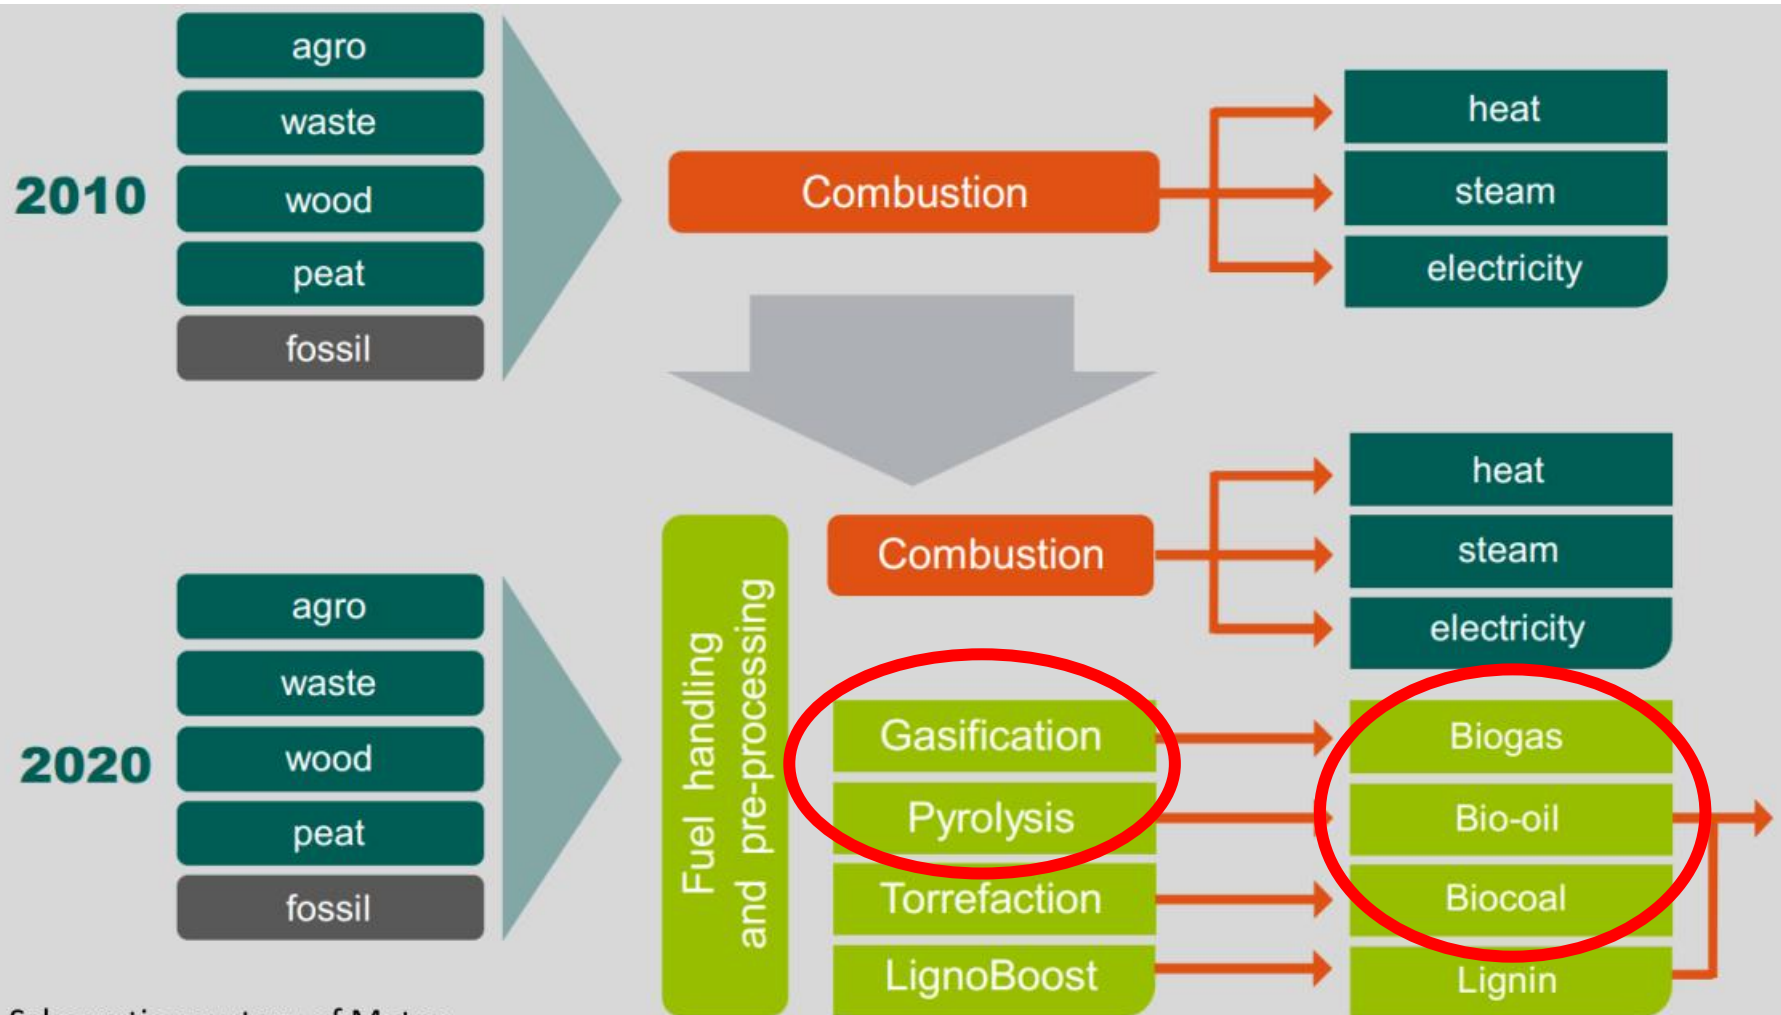 2010
agro
waste
wood
peat
fossil
Combustion
heat
steam
electricity
2020
agro
waste
wood
peat
fossil
Fuel handling
and pre-processing
Combustion
heat
steam
electricity
Gasification
Biogas
Pyrolysis
Bio-oil
Torrefaction
Biocoal
LignoBoost
Lignin